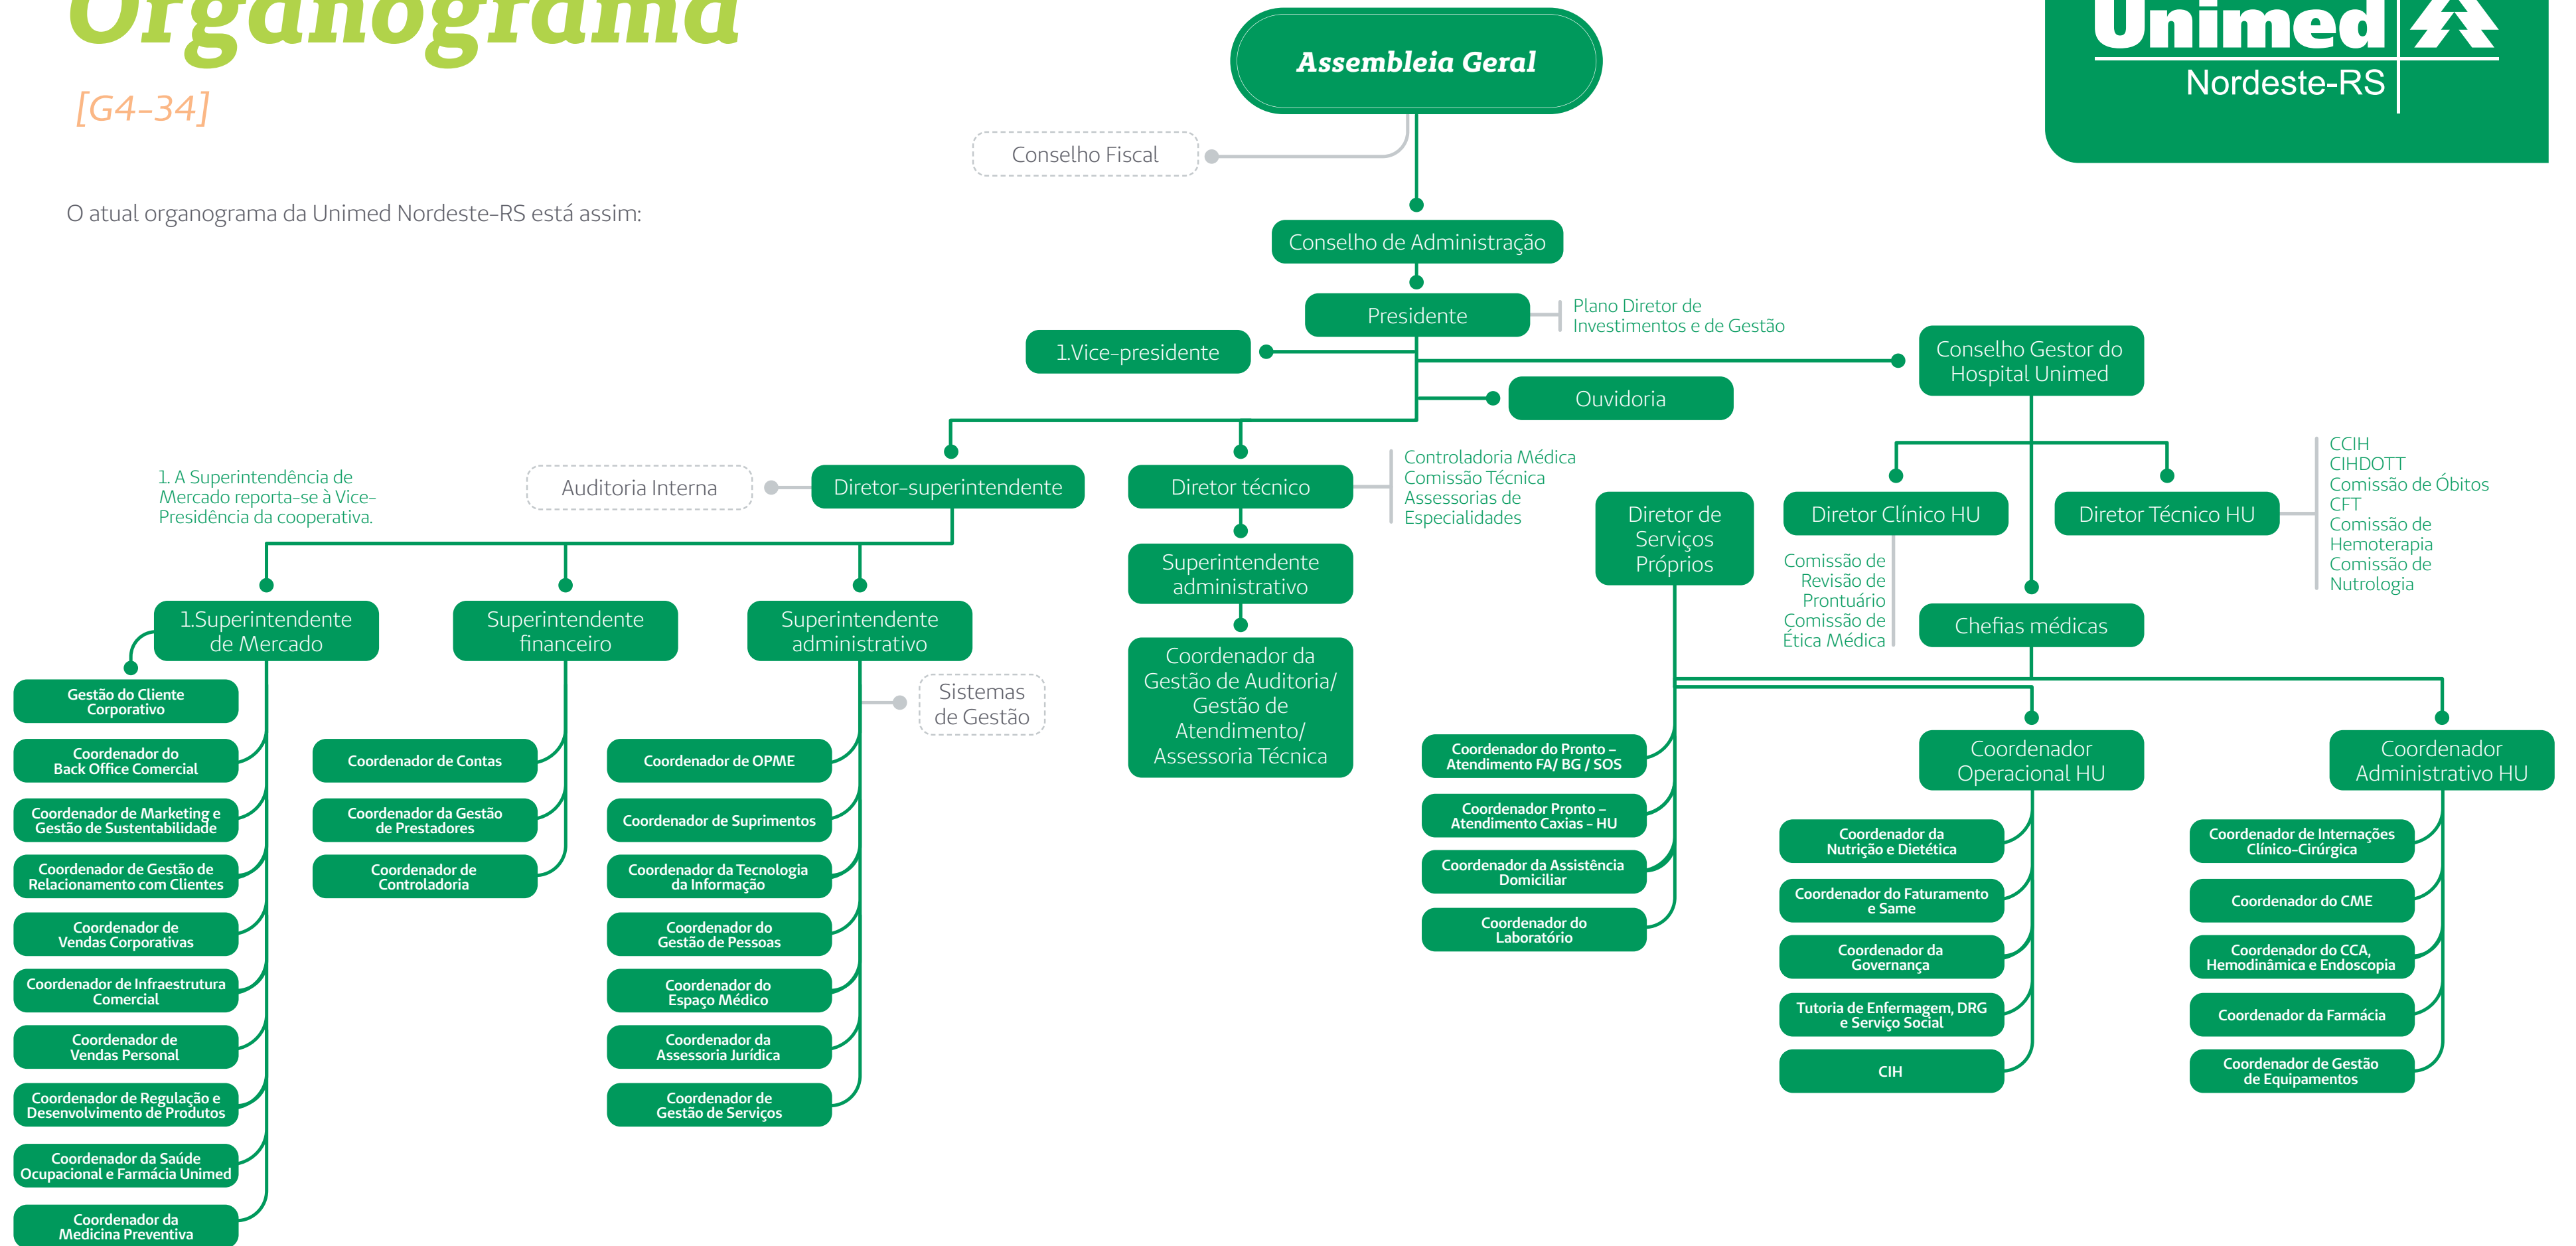 Organograma
[G4-34]
O atual organograma da Unimed Nordeste-RS está assim:
Unimed
Nordeste-RS
Assembleia Geral
Conselho Fiscal
Conselho de Administração
Presidente
Plano Diretor de
Investimentos e de Gestão
1.Vice-presidente
Conselho Gestor do
Hospital Unimed
Ouvidoria
1. A Superintendência de
Mercado reporta-se à Vice-
Presidência da cooperativa.
Auditoria Interna
Diretor-superintendente
Diretor técnico
Controladoria Médica
Comissão Técnica
Assessorias de
Especialidades
Diretor de
Serviços
Próprios
Diretor Clínico HU
Comissão de
Revisão de
Prontuário
Comissão de
Ética Médica
Diretor Técnico HU
CCIH
CIHDOTT
Comissão de Óbitos
CFT
Comissão de
Hemoterapia
Comissão de
Nutrologia
Superintendente
administrativo
Coordenador da
Gestão de Auditoria/
Gestão de
Atendimento/
Assessoria Técnica
Chefias médicas
1.Superintendente
de Mercado
Superintendente
financeiro
Superintendente
administrativo
Sistemas
de Gestão
Gestão do Cliente
Corporativo
Coordenador do
Back Office Comercial
Coordenador de Marketing e
Gestão de Sustentabilidade
Coordenador de Gestão de
Relacionamento com Clientes
Coordenador de
Vendas Corporativas
Coordenador de Infraestrutura
Comercial
Coordenador de
Vendas Personal
Coordenador de Regulação e
Desenvolvimento de Produtos
Coordenador da Saúde
Ocupacional e Farmácia Unimed
Coordenador da
Medicina Preventiva
Coordenador de Contas
Coordenador da Gestão
de Prestadores
Coordenador de
Controladoria
Coordenador de OPME
Coordenador de Suprimentos
Coordenador da Tecnologia
da Informação
Coordenador do
Gestão de Pessoas
Coordenador do
Espaço Médico
Coordenador da
Assessoria Jurídica
Coordenador de
Gestão de Serviços
Coordenador do Pronto –
Atendimento FA/ BG / SOS
Coordenador Pronto –
Atendimento Caxias - HU
Coordenador da Assistência
Domiciliar
Coordenador do
Laboratório
Coordenador
Operacional HU
Coordenador da
Nutrição e Dietética
Coordenador do Faturamento
e Same
Coordenador da
Governança
Tutoria de Enfermagem, DRG
e Serviço Social
CIH
Coordenador
Administrativo HU
Coordenador de Internações
Clínico-Cirúrgica
Coordenador do CME
Coordenador do CCA,
Hemodinâmica e Endoscopia
Coordenador da Farmácia
Coordenador de Gestão
de Equipamentos